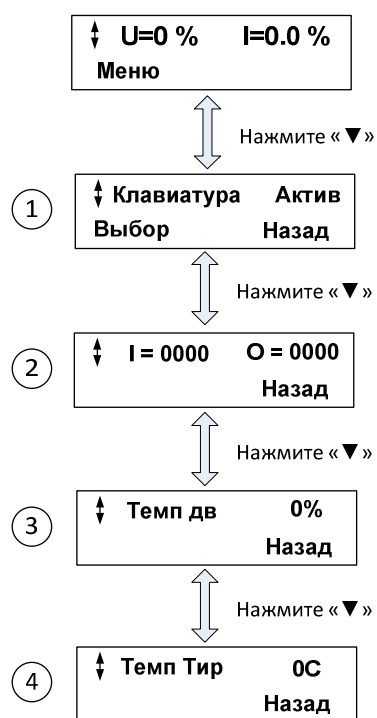 U=0 % I=0.0 %
Меню
Нажмите «▼»
1 Клавиатура Актив
Выбор Назад
Нажмите «▼»
2 I = 0000 O = 0000
Назад
Нажмите «▼»
3 Темп дв 0%
Назад
Нажмите «▼»
4 Темп Тир 0С
Назад